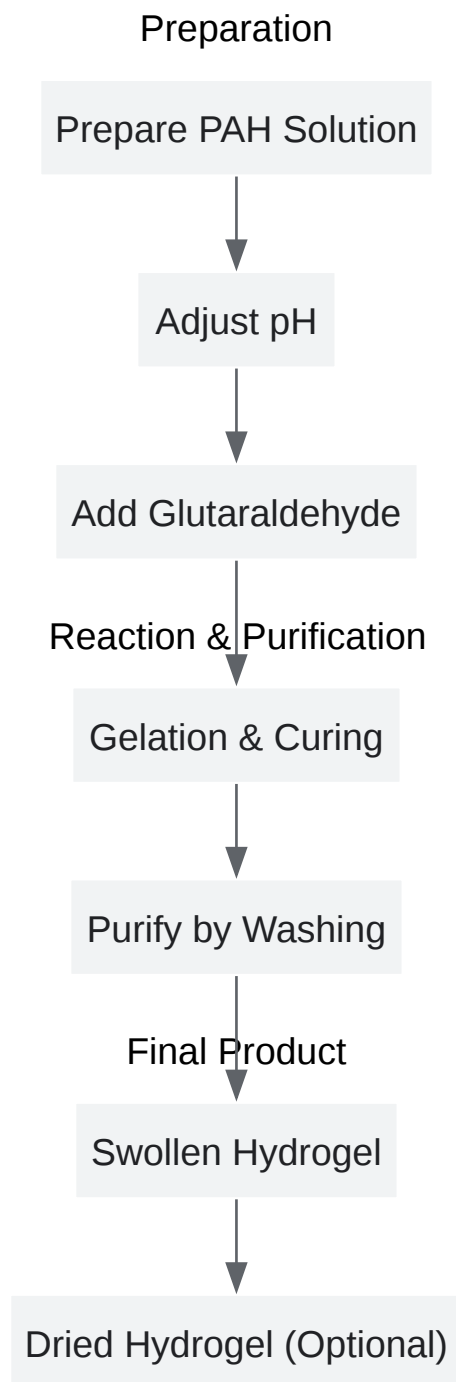 Preparation
Prepare PAH Solution
Adjust pH
Add Glutaraldehyde
Reaction & Purification
Gelation & Curing
Purify by Washing
Final Product
Swollen Hydrogel
Dried Hydrogel (Optional)